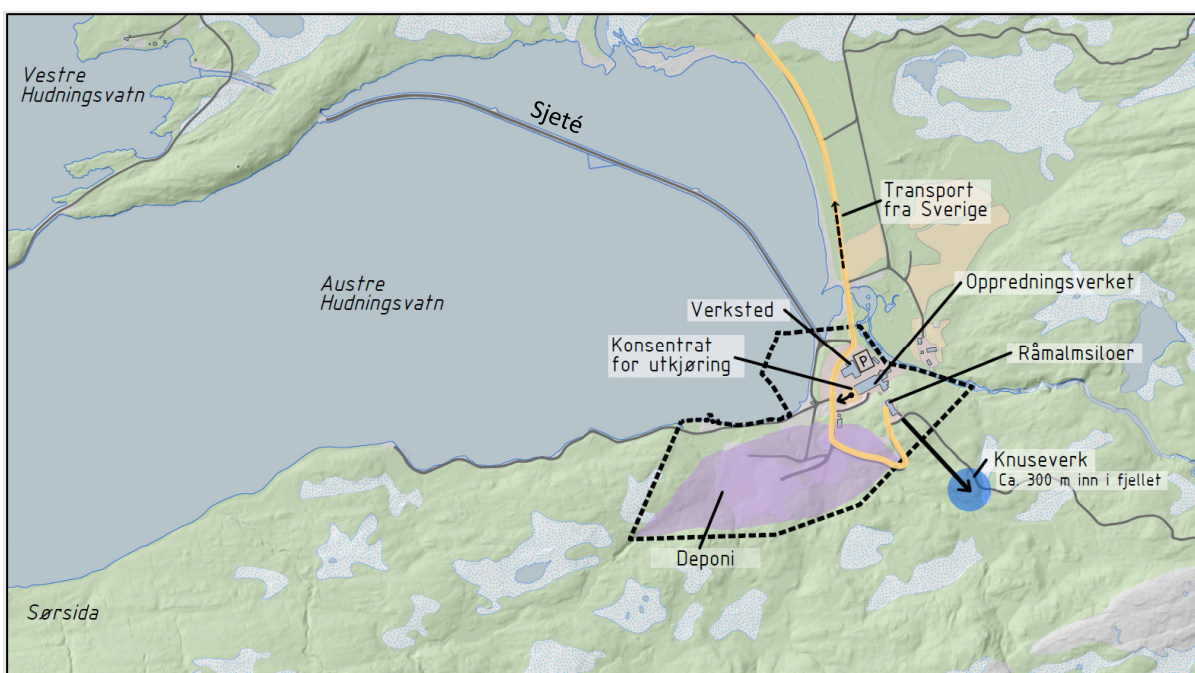 Vestre
Hudningsvatn
Sjeté
Transport
fra Sverige
Austre
Hudningsvatn
Oppredningsverket
Verksted
Konsentrat
for utkjøring
P
Råmalmsiloer
Knuseverk
Ca. 300 m inn i fjellet
Deponi
Sørsida